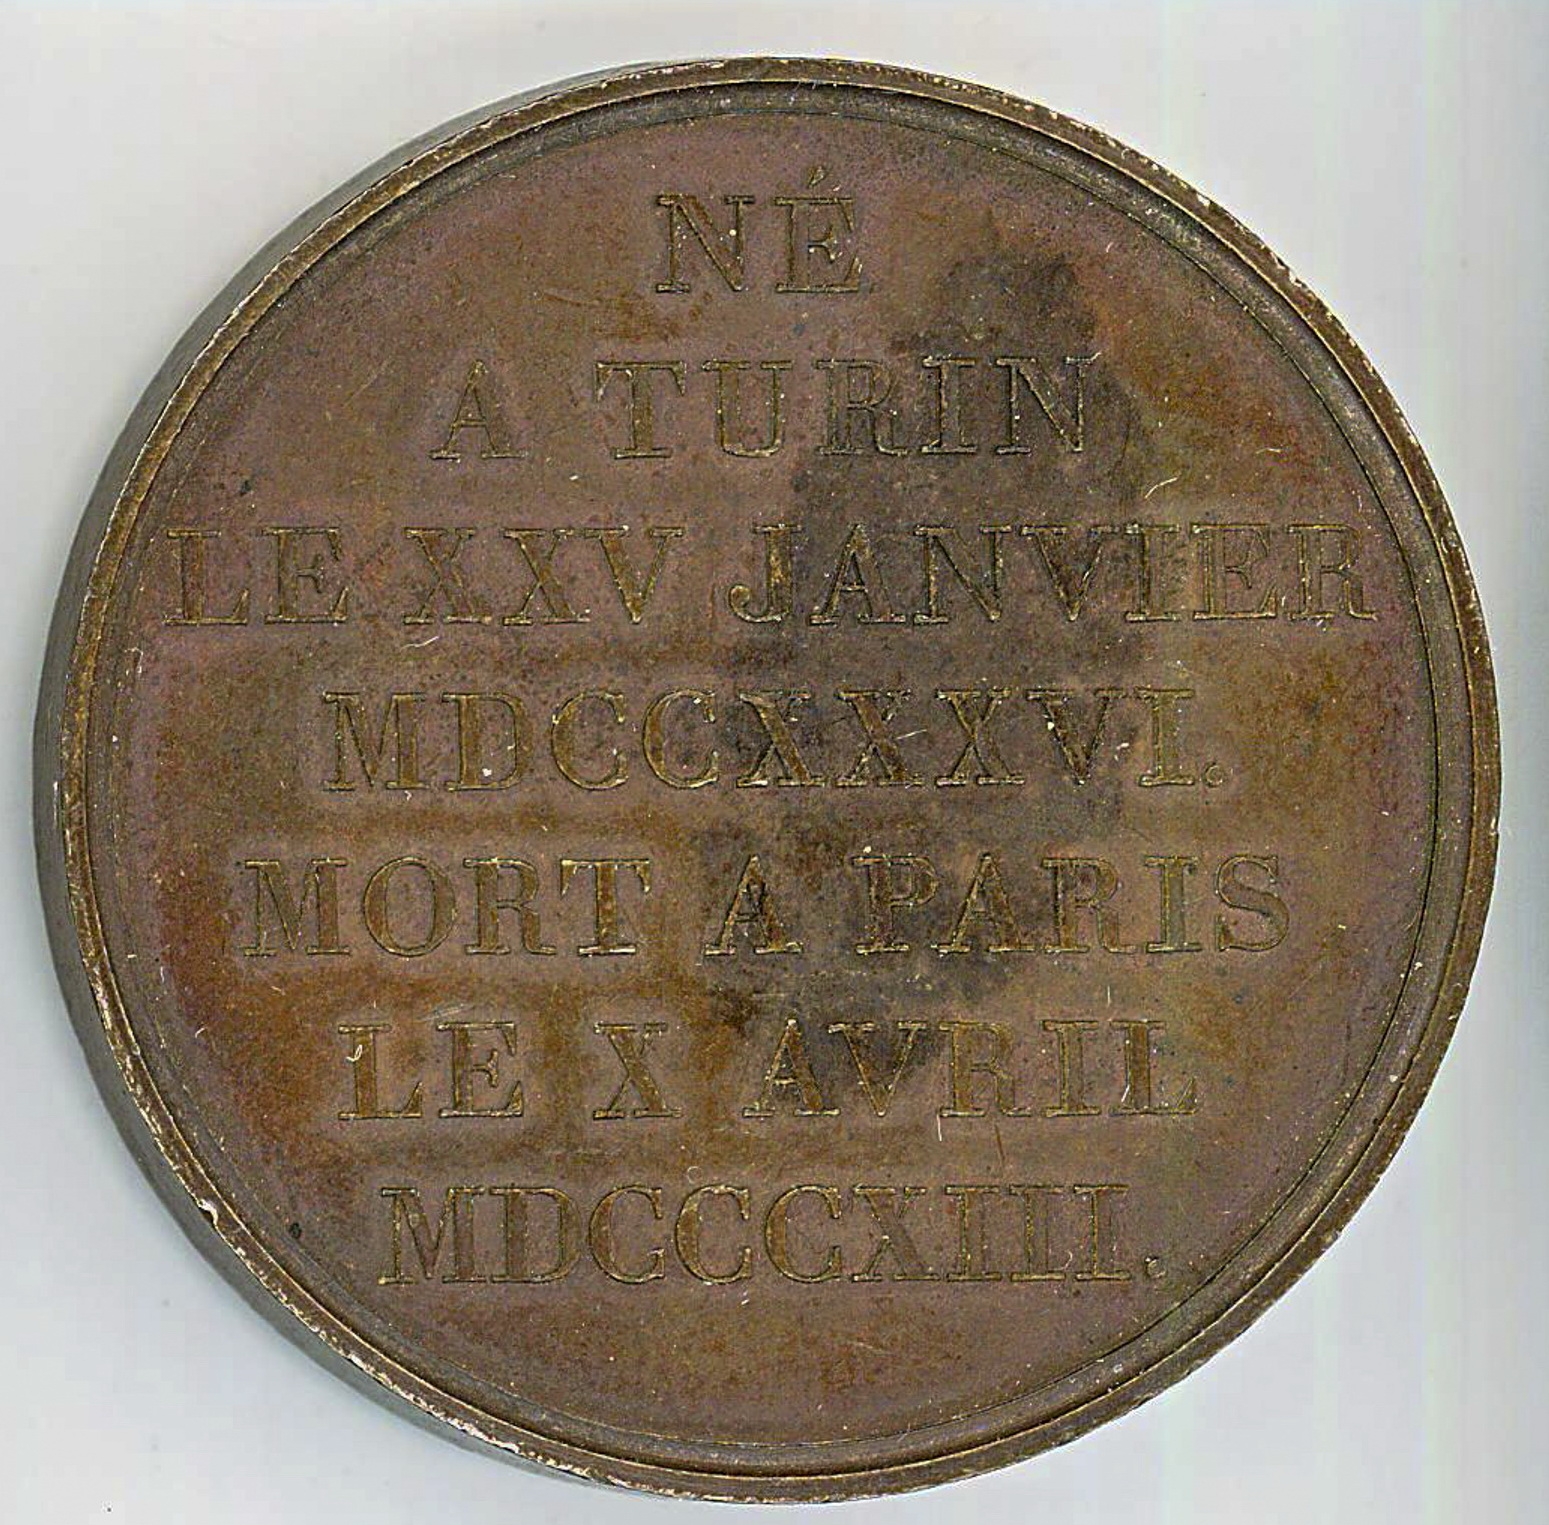 NÉ
A TURIN
LE XXV JANVIER
MDCCXXXVI.
MORT A PARIS
LE X AVRIL
MDCCCXIII.